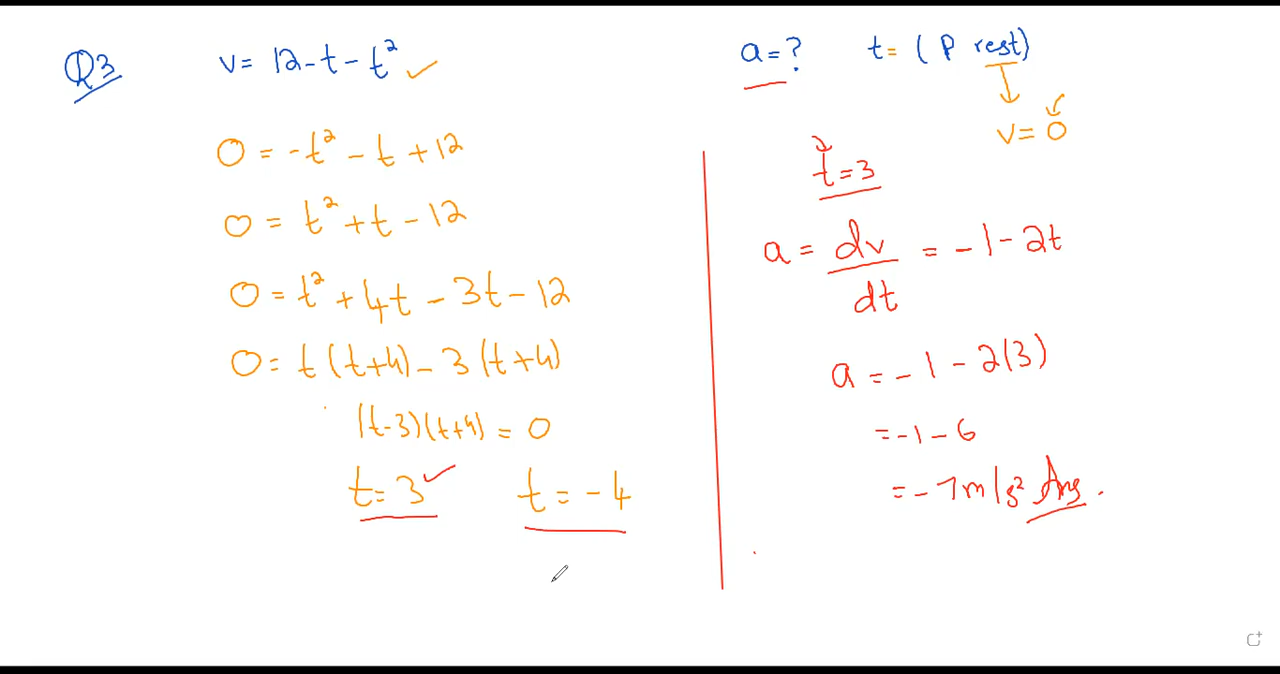 Q3
v = 12 - t - t²
a = ? t = (P rest)
v = 0
0 = -t² - t + 12
0 = t² + t - 12
0 = t² + 4t - 3t - 12
0 = t(t+4) - 3(t+4)
(t-3)(t+4) = 0
t = 3 t = -4
t = 3
a = dv/dt = -1 - 2t
a = -1 - 2(3)
= -1 - 6
= -7 m/s² Ans.